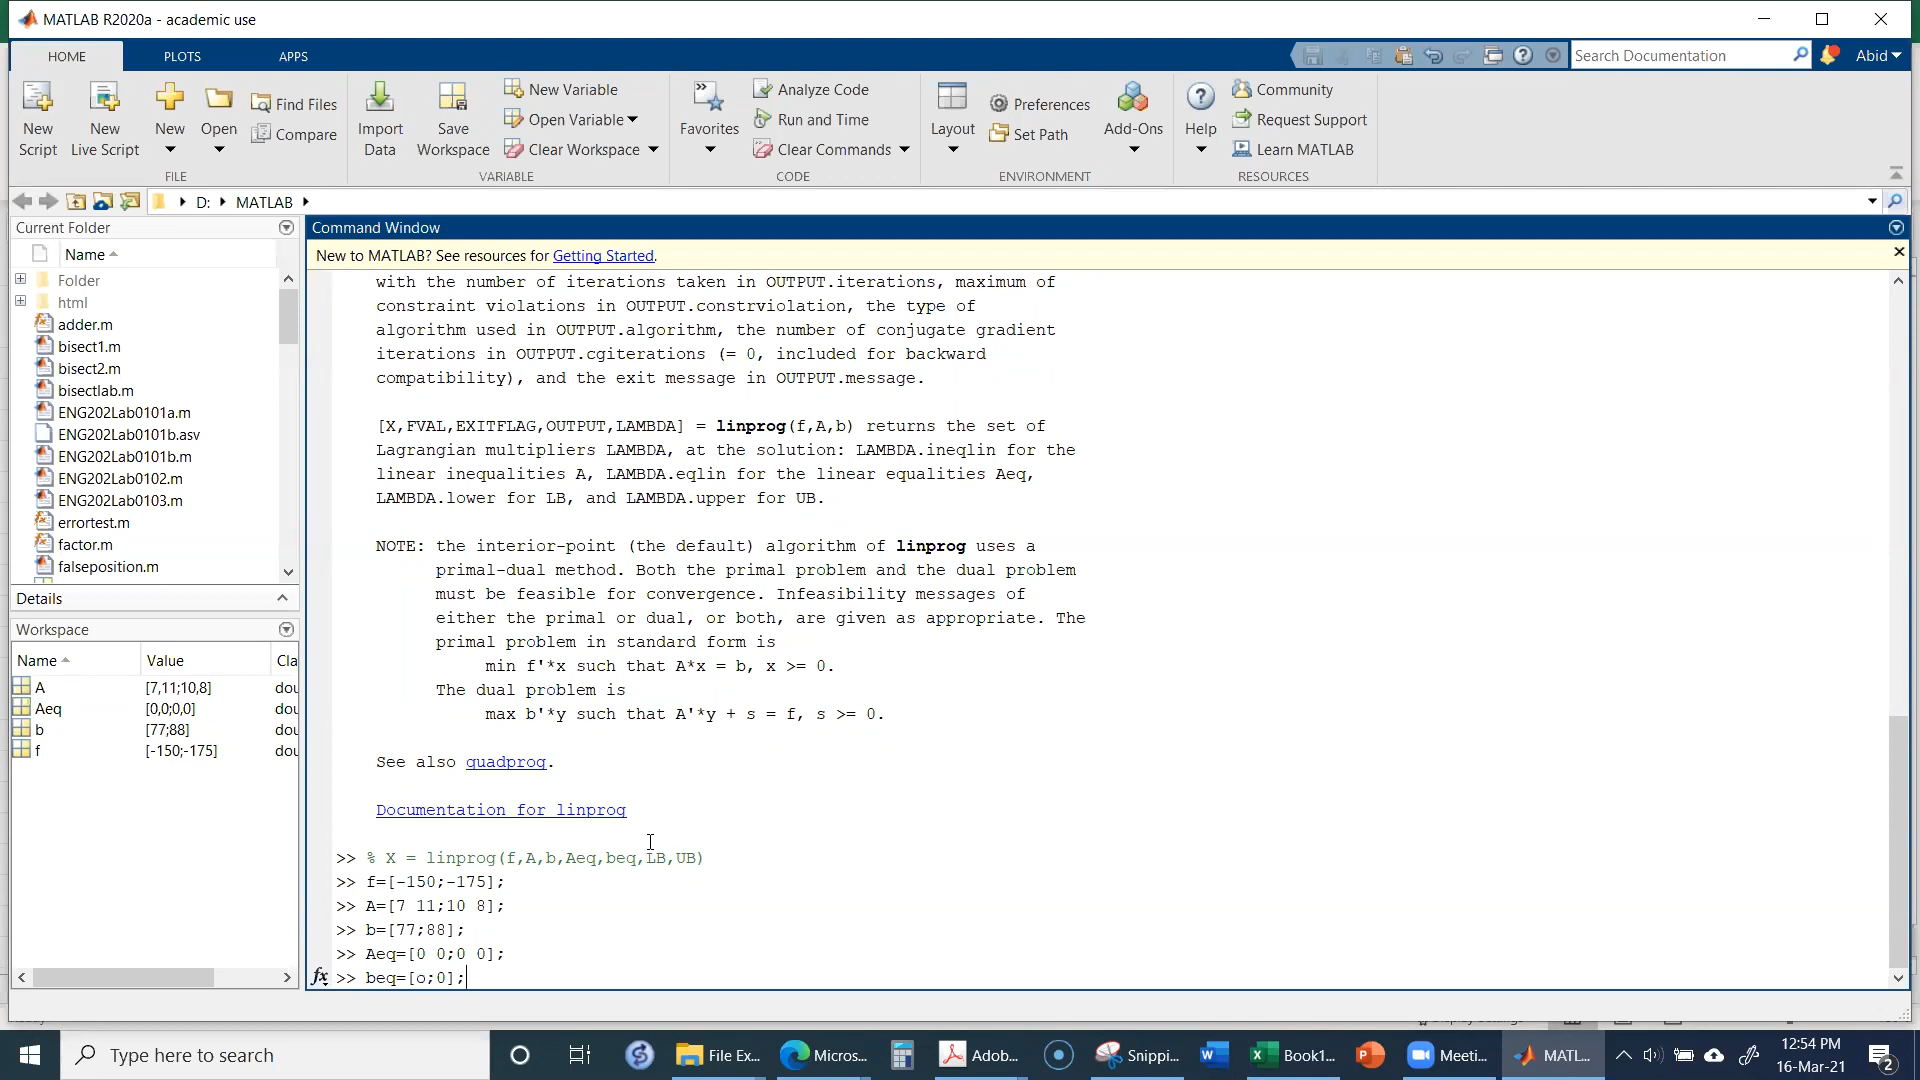 MATLAB R2020a - academic use
HOME PLOTS APPS
Search Documentation
Abid
New Script
New Live Script
New
Open
Find Files
Compare
FILE
Import Data
Save Workspace
New Variable
Open Variable
Clear Workspace
VARIABLE
Favorites
Analyze Code
Run and Time
Clear Commands
CODE
Layout
Preferences
Set Path
Add-Ons
ENVIRONMENT
Help
Community
Request Support
Learn MATLAB
RESOURCES
D: MATLAB
Current Folder
Name
Folder
html
adder.m
bisect1.m
bisect2.m
bisectlab.m
ENG202Lab0101a.m
ENG202Lab0101b.asv
ENG202Lab0101b.m
ENG202Lab0102.m
ENG202Lab0103.m
errortest.m
factor.m
falseposition.m
Details
Workspace
Name Value Cla
A [7,11;10,8] dou
Aeq [0,0;0,0] dou
b [77;88] dou
f [-150;-175] dou
Command Window
New to MATLAB? See resources for Getting Started.
with the number of iterations taken in OUTPUT.iterations, maximum of
constraint violations in OUTPUT.constrviolation, the type of
algorithm used in OUTPUT.algorithm, the number of conjugate gradient
iterations in OUTPUT.cgiterations (= 0, included for backward
compatibility), and the exit message in OUTPUT.message.
[X,FVAL,EXITFLAG,OUTPUT,LAMBDA] = linprog(f,A,b) returns the set of
Lagrangian multipliers LAMBDA, at the solution: LAMBDA.ineqlin for the
linear inequalities A, LAMBDA.eqlin for the linear equalities Aeq,
LAMBDA.lower for LB, and LAMBDA.upper for UB.
NOTE: the interior-point (the default) algorithm of linprog uses a
primal-dual method. Both the primal problem and the dual problem
must be feasible for convergence. Infeasibility messages of
either the primal or dual, or both, are given as appropriate. The
primal problem in standard form is
min f'*x such that A*x = b, x >= 0.
The dual problem is
max b'*y such that A'*y + s = f, s >= 0.
See also quadprog.
Documentation for linprog
>> % X = linprog(f,A,b,Aeq,beq,LB,UB)
>> f=[-150;-175];
>> A=[7 11;10 8];
>> b=[77;88];
>> Aeq=[0 0;0 0];
fx >> beq=[o;0];
Type here to search
File Ex...
Micros...
Adob...
Snippi...
Book1...
Meeti...
MATL...
12:54 PM
16-Mar-21
2